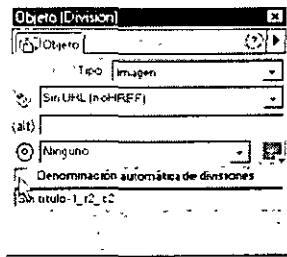 Objeto (División)
Objeto
Tipo Imagen
Sin URL (noHREF)
(alt)
Ninguno
Denominación automática de divisiones
Sin título-1_r2_c2